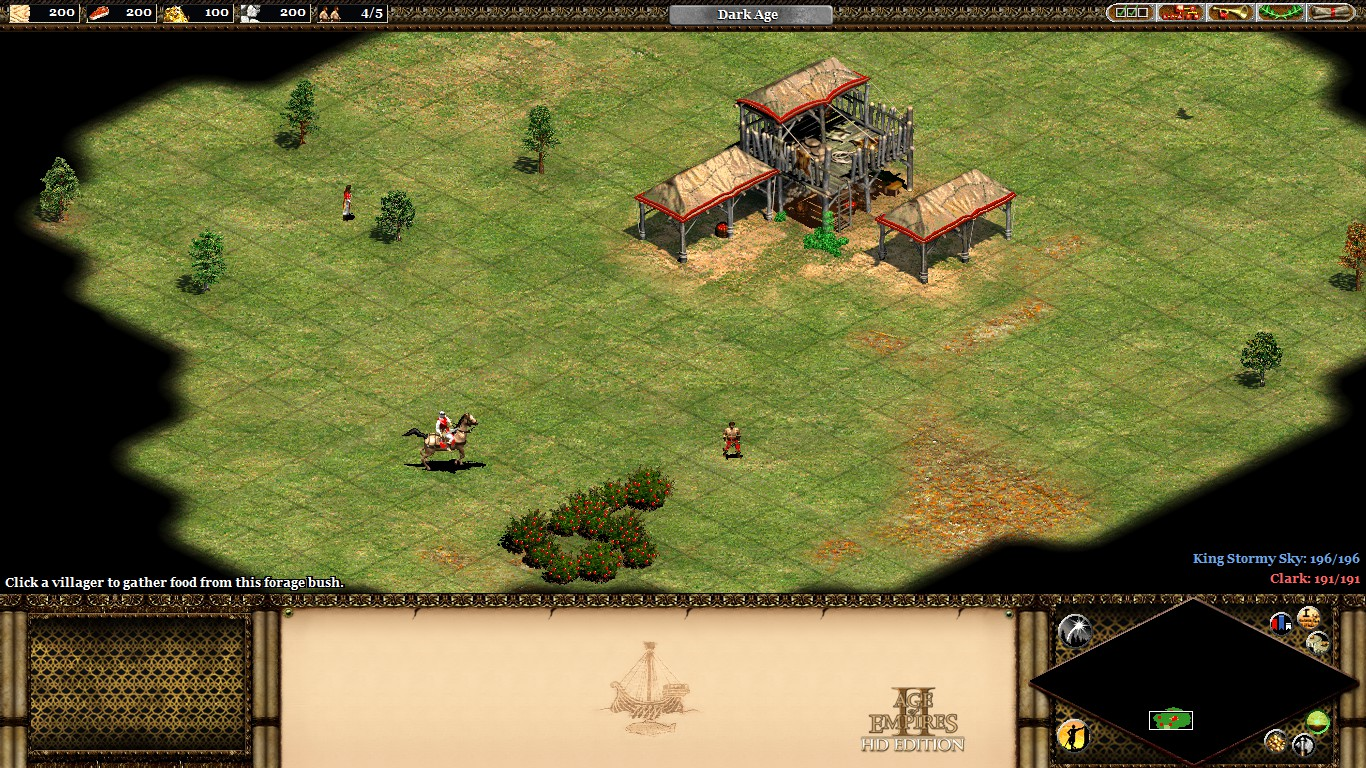 200 200 100 200 4/5
Dark Age
King Stormy Sky: 196/196
Clark: 191/191
Click a villager to gather food from this forage bush.
AGE
II
EMPIRES
HD EDITION